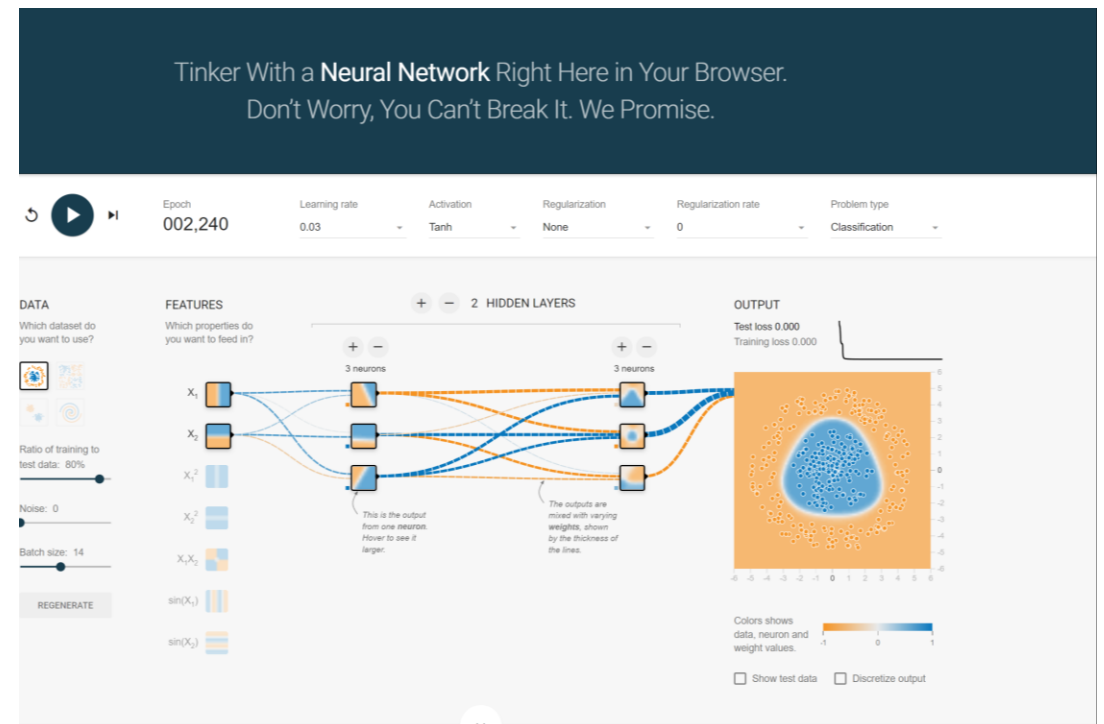 Tinker With a Neural Network Right Here in Your Browser.
Don't Worry, You Can't Break It. We Promise.
Epoch
002,240
Learning rate
0.03
Activation
Tanh
Regularization
None
Regularization rate
0
Problem type
Classification
DATA
Which dataset do
you want to use?
Ratio of training to
test data: 80%
Noise: 0
Batch size: 14
REGENERATE
FEATURES
Which properties do
you want to feed in?
X₁
X₂
X₁²
X₂²
X₁X₂
sin(X₁)
sin(X₂)
+ − 2 HIDDEN LAYERS
+ −
3 neurons
+ −
3 neurons
This is the output
from one neuron.
Hover to see it
larger.
The outputs are
mixed with varying
weights, shown
by the thickness of
the lines.
OUTPUT
Test loss 0.000
Training loss 0.000
6
5
4
3
2
1
0
-1
-2
-3
-4
-5
-6
-6 -5 -4 -3 -2 -1 0 1 2 3 4 5 6
Colors shows
data, neuron and
weight values.
-1 0 1
Show test data
Discretize output